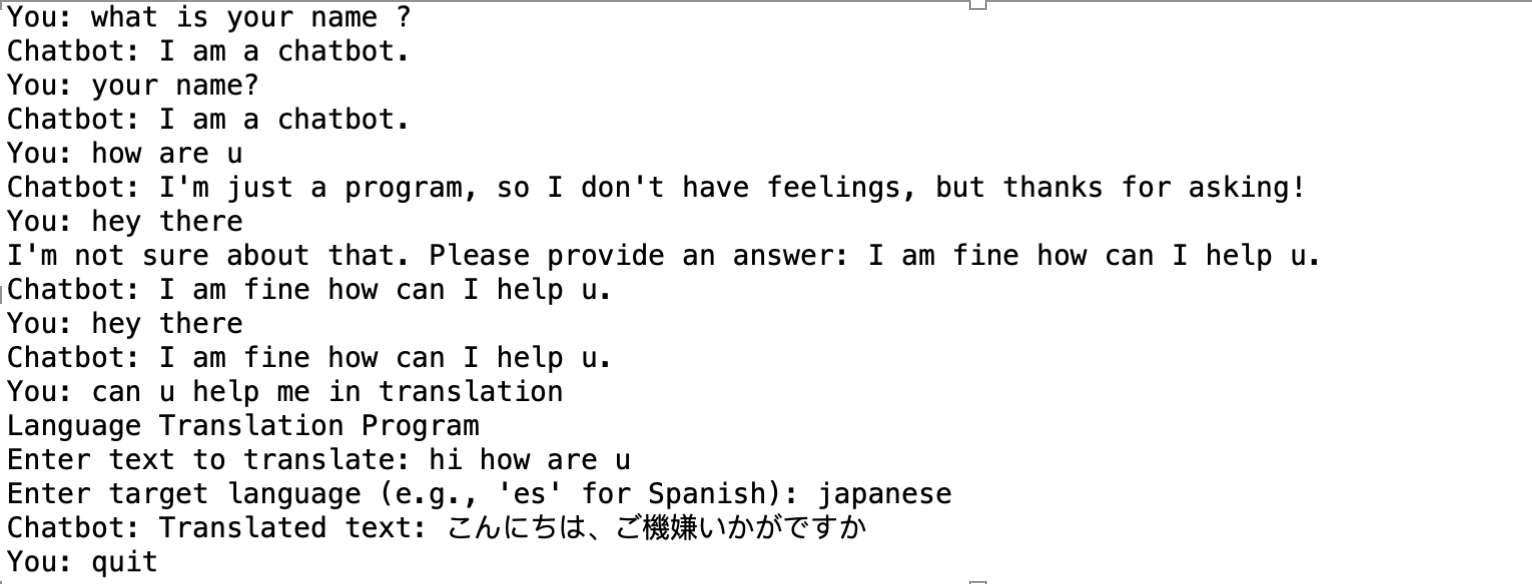 You: what is your name ?
Chatbot: I am a chatbot.
You: your name?
Chatbot: I am a chatbot.
You: how are u
Chatbot: I'm just a program, so I don't have feelings, but thanks for asking!
You: hey there
I'm not sure about that. Please provide an answer: I am fine how can I help u.
Chatbot: I am fine how can I help u.
You: hey there
Chatbot: I am fine how can I help u.
You: can u help me in translation
Language Translation Program
Enter text to translate: hi how are u
Enter target language (e.g., 'es' for Spanish): japanese
Chatbot: Translated text: こんにちは、ご機嫌いかがですか
You: quit